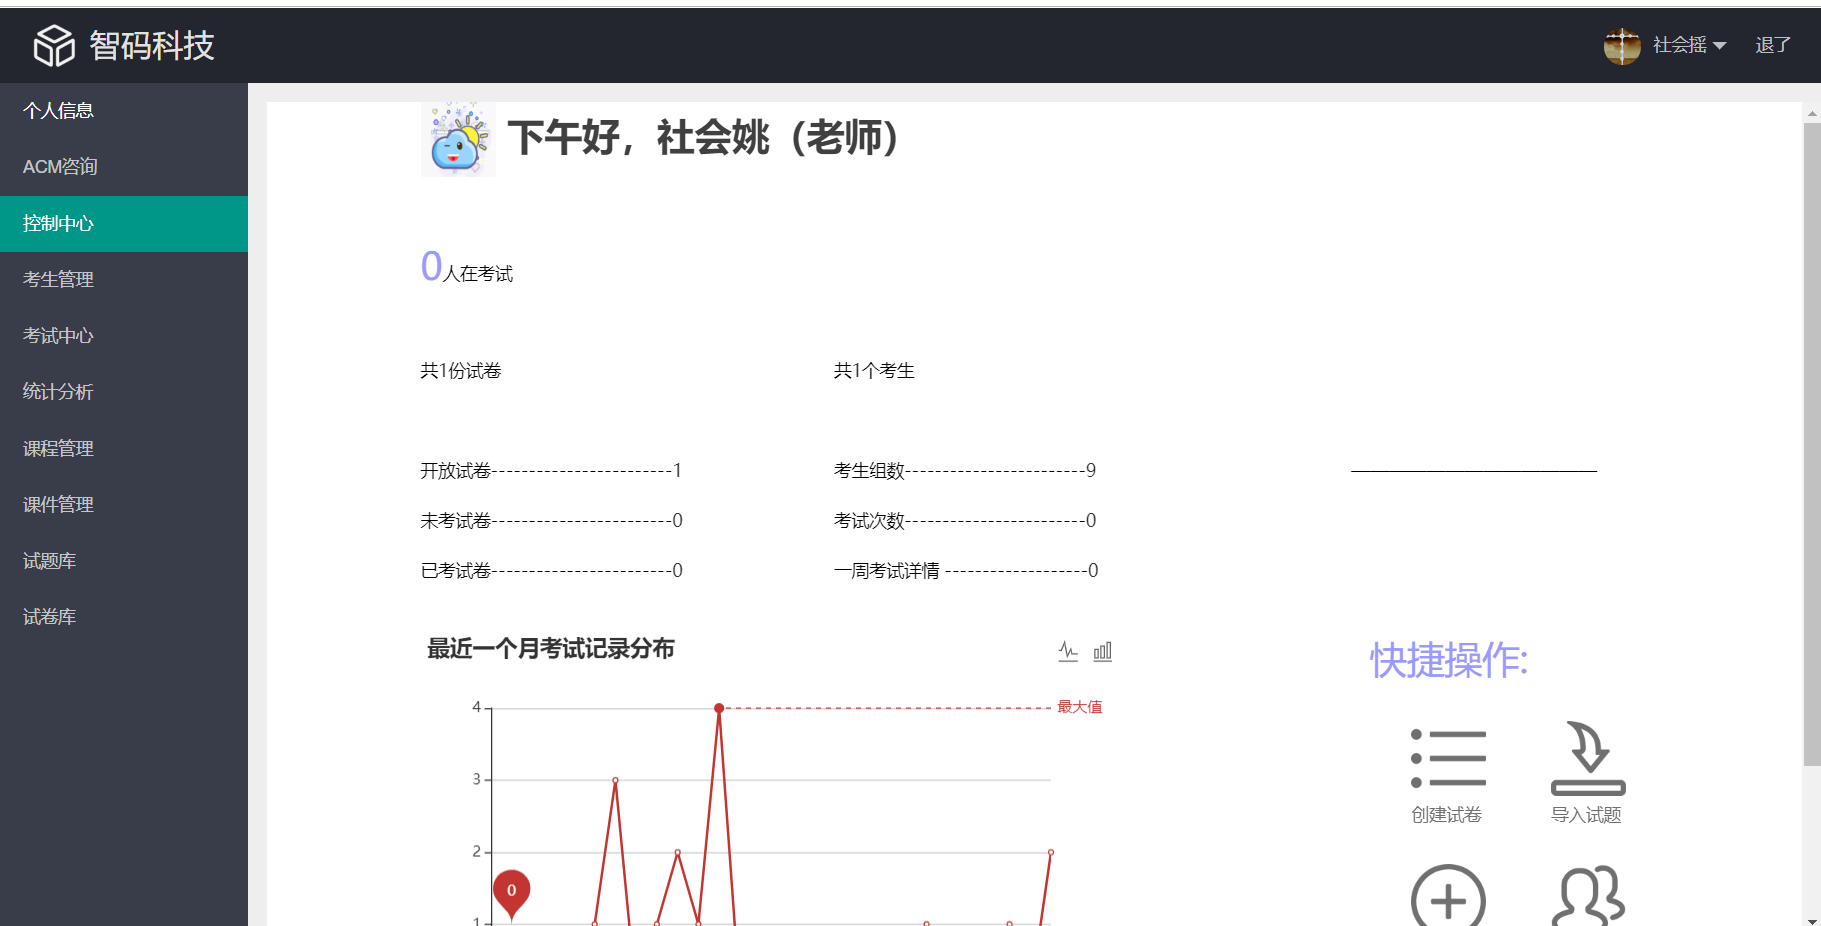 智码科技
社会摇
退了
个人信息
ACM咨询
控制中心
考生管理
考试中心
统计分析
课程管理
课件管理
试题库
试卷库
下午好，社会姚（老师）
0人在考试
共1份试卷
共1个考生
开放试卷------------------------1
考生组数------------------------9
未考试卷------------------------0
考试次数------------------------0
已考试卷------------------------0
一周考试详情 -------------------0
最近一个月考试记录分布
快捷操作:
4
最大值
3
2
1
0
创建试卷
导入试题